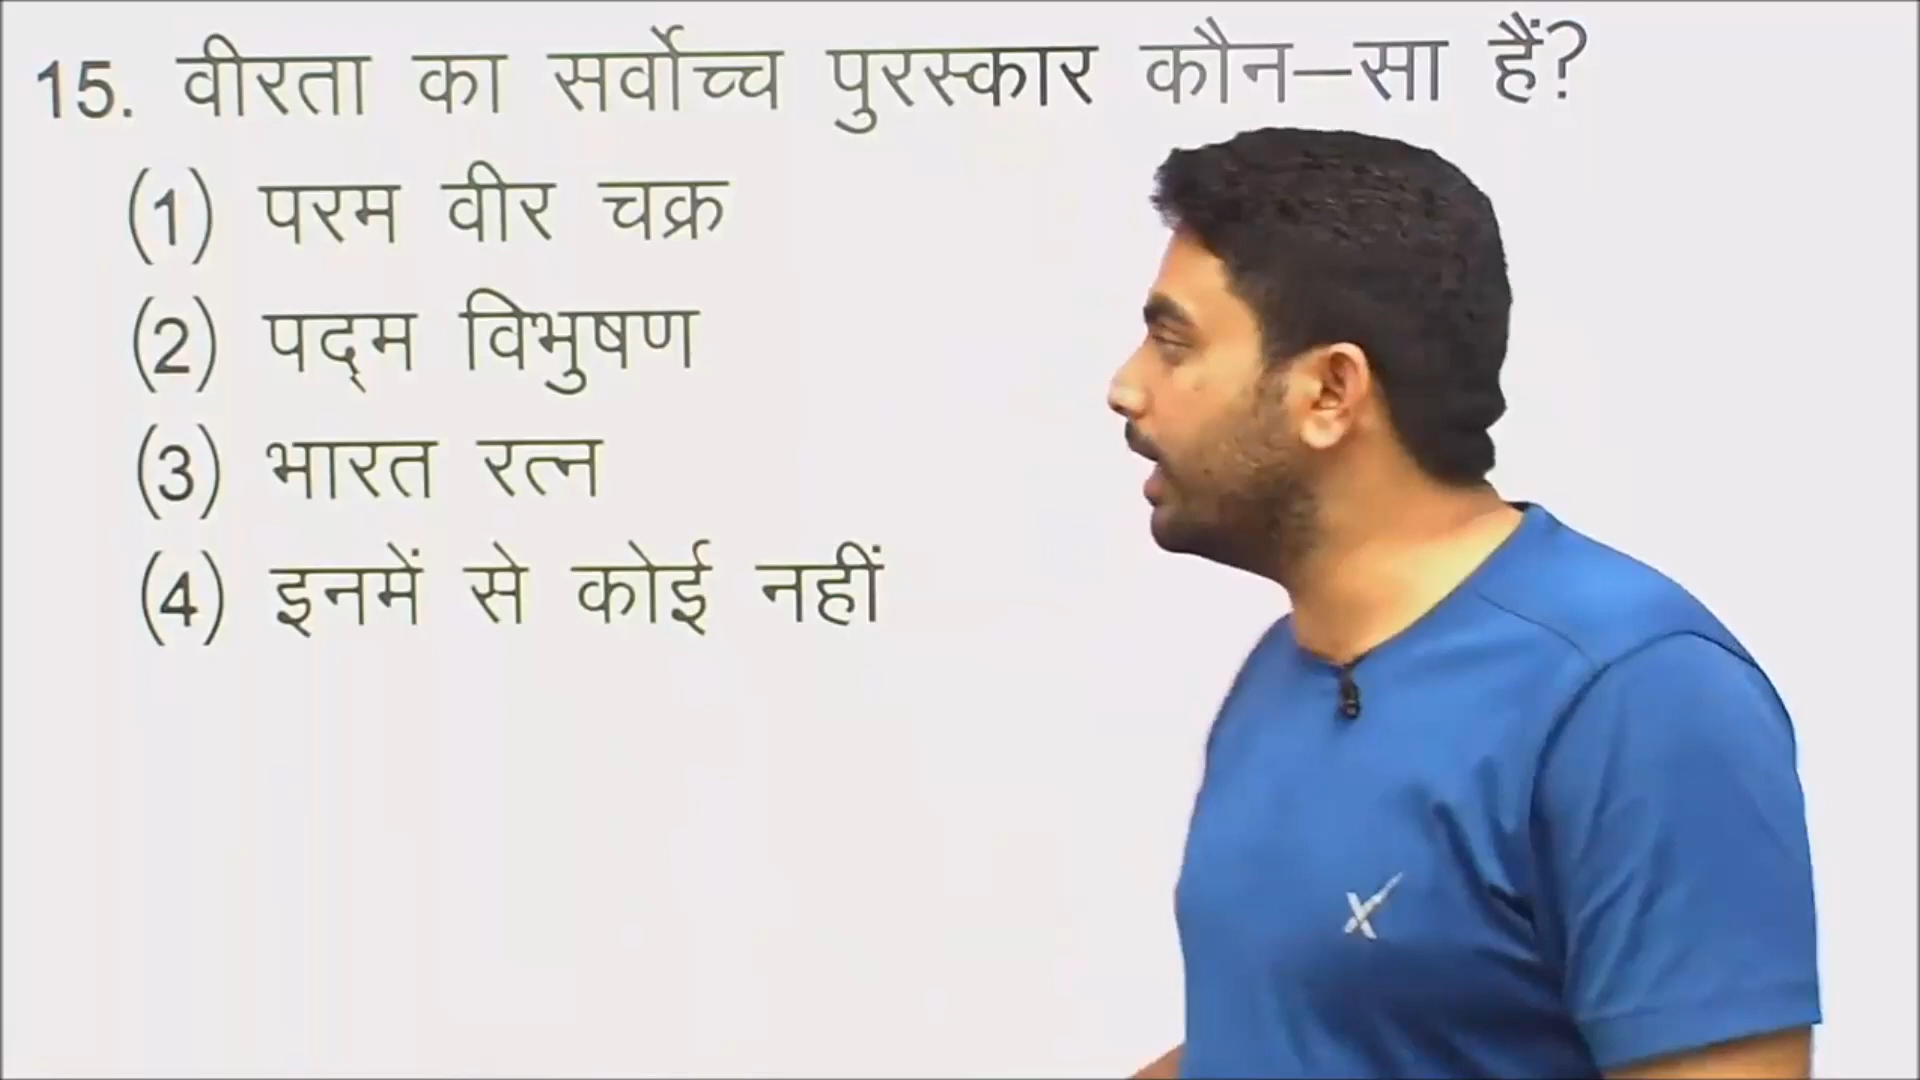 15. वीरता का सर्वोच्च पुरस्कार कौन–सा हैं?
(1) परम वीर चक्र
(2) पद्म विभुषण
(3) भारत रत्न
(4) इनमें से कोई नहीं